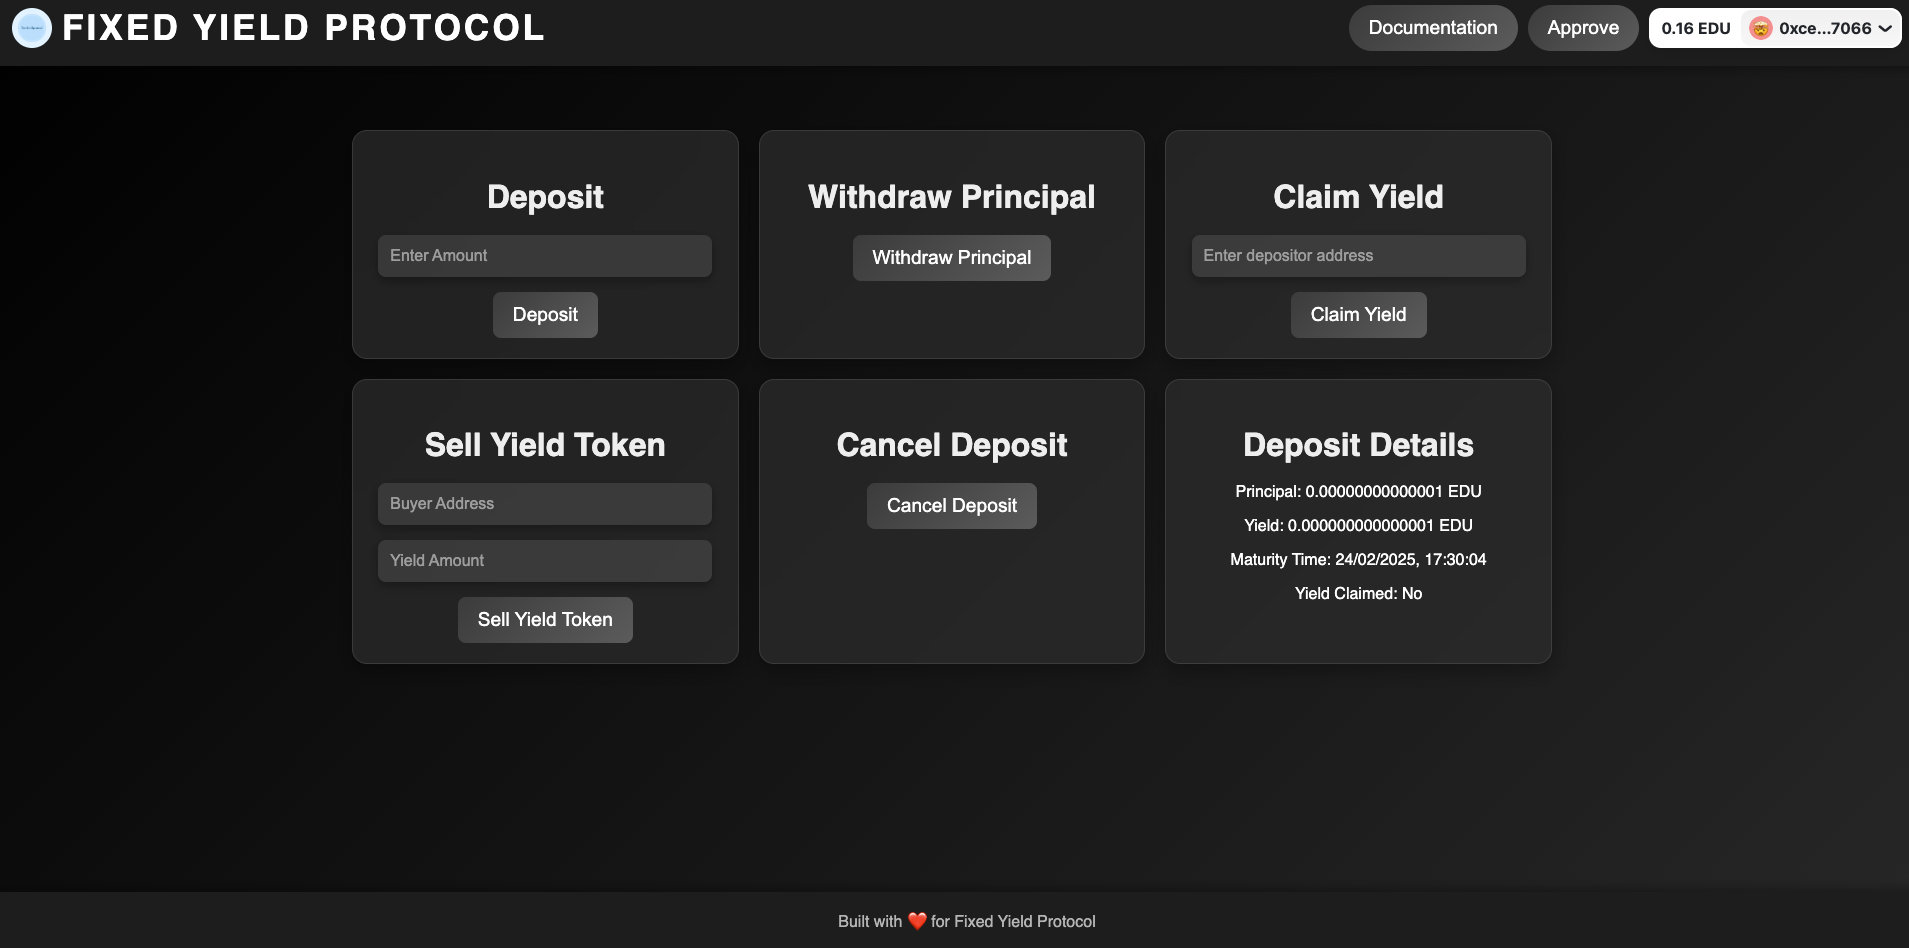 FIXED YIELD PROTOCOL
Documentation
Approve
0.16 EDU
0xce...7066
Deposit
Enter Amount
Deposit
Withdraw Principal
Withdraw Principal
Claim Yield
Enter depositor address
Claim Yield
Sell Yield Token
Buyer Address
Yield Amount
Sell Yield Token
Cancel Deposit
Cancel Deposit
Deposit Details
Principal: 0.00000000000001 EDU
Yield: 0.000000000000001 EDU
Maturity Time: 24/02/2025, 17:30:04
Yield Claimed: No
Built with ❤️ for Fixed Yield Protocol